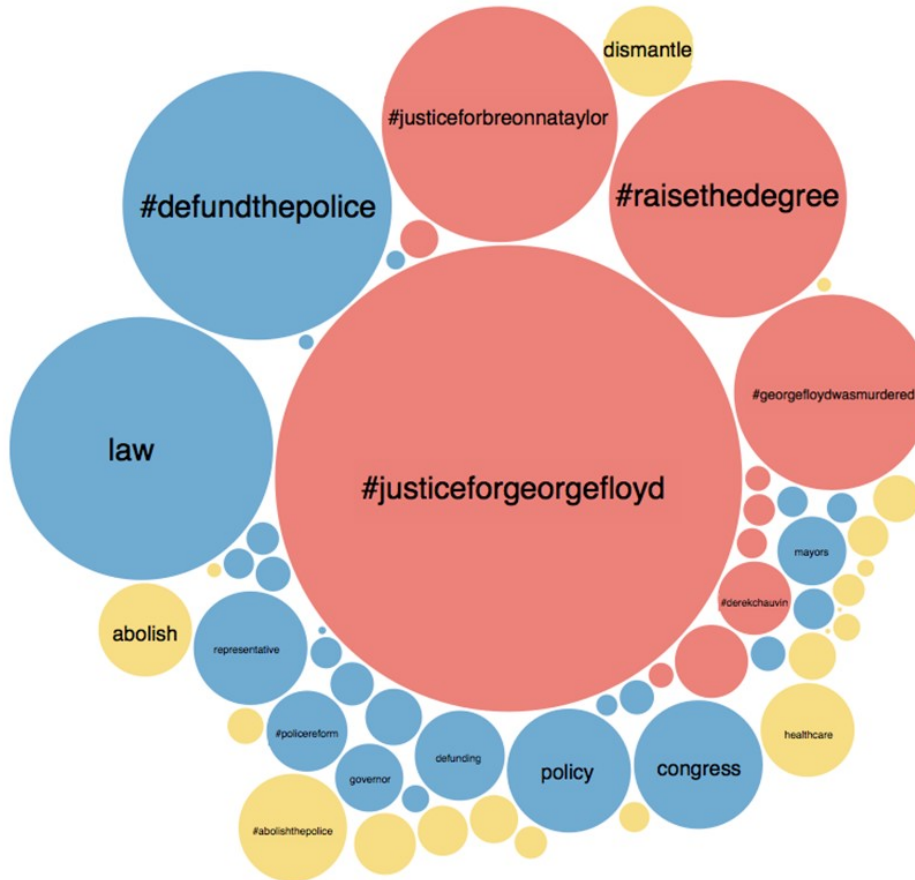 dismantle
#justiceforbreonnataylor
#raisethedegree
#defundthepolice
#georgefloydwasmurdered
law
#justiceforgeorgefloyd
mayors
#derekchauvin
abolish
representative
#policereform
healthcare
defunding
policy
congress
governor
#abolishthepolice